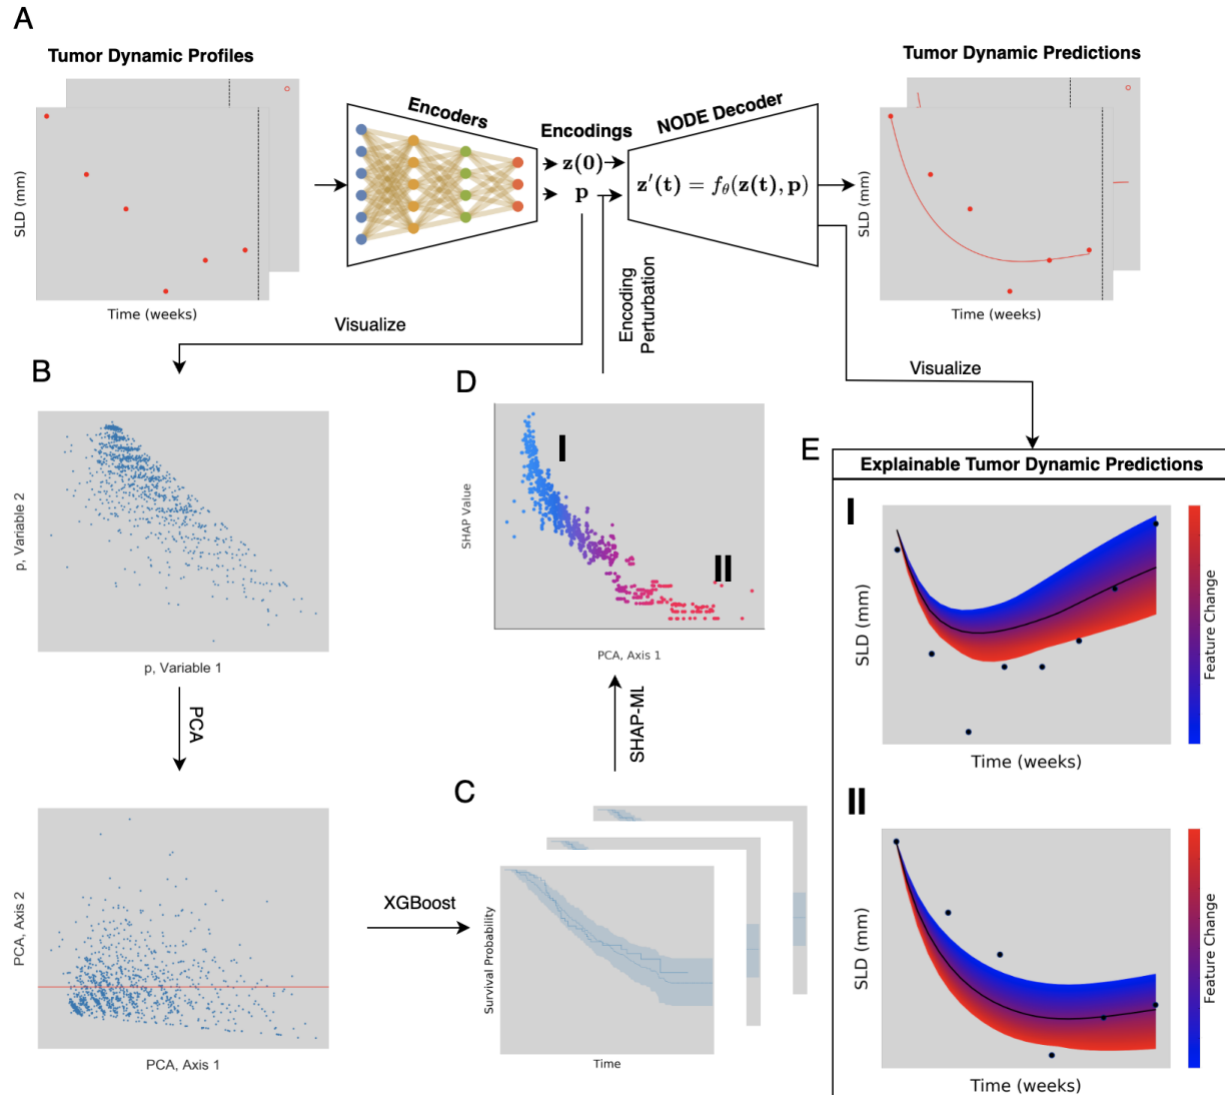 A
Tumor Dynamic Profiles
SLD (mm)
Time (weeks)
Encoders
Encodings
z(0)
p
NODE Decoder
z′(t) = fθ(z(t), p)
Tumor Dynamic Predictions
SLD (mm)
Time (weeks)
Visualize
Encoding
Perturbation
Visualize
B
p, Variable 2
p, Variable 1
PCA
PCA, Axis 2
PCA, Axis 1
XGBoost
C
Survival Probability
Time
SHAP-ML
D
SHAP Value
I
II
PCA, Axis 1
E
Explainable Tumor Dynamic Predictions
I
SLD (mm)
Time (weeks)
Feature Change
II
SLD (mm)
Time (weeks)
Feature Change